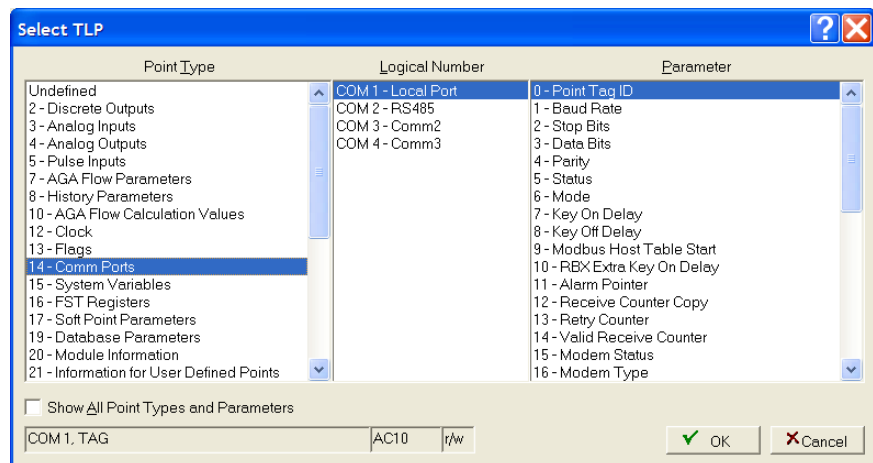 Select TLP
Point Type
Logical Number
Parameter
Undefined
2 - Discrete Outputs
3 - Analog Inputs
4 - Analog Outputs
5 - Pulse Inputs
7 - AGA Flow Parameters
8 - History Parameters
10 - AGA Flow Calculation Values
12 - Clock
13 - Flags
14 - Comm Ports
15 - System Variables
16 - FST Registers
17 - Soft Point Parameters
19 - Database Parameters
20 - Module Information
21 - Information for User Defined Points
COM 1 - Local Port
COM 2 - RS485
COM 3 - Comm2
COM 4 - Comm3
0 - Point Tag ID
1 - Baud Rate
2 - Stop Bits
3 - Data Bits
4 - Parity
5 - Status
6 - Mode
7 - Key On Delay
8 - Key Off Delay
9 - Modbus Host Table Start
10 - RBX Extra Key On Delay
11 - Alarm Pointer
12 - Receive Counter Copy
13 - Retry Counter
14 - Valid Receive Counter
15 - Modem Status
16 - Modem Type
Show All Point Types and Parameters
COM 1, TAG
AC10
r/w
OK
Cancel